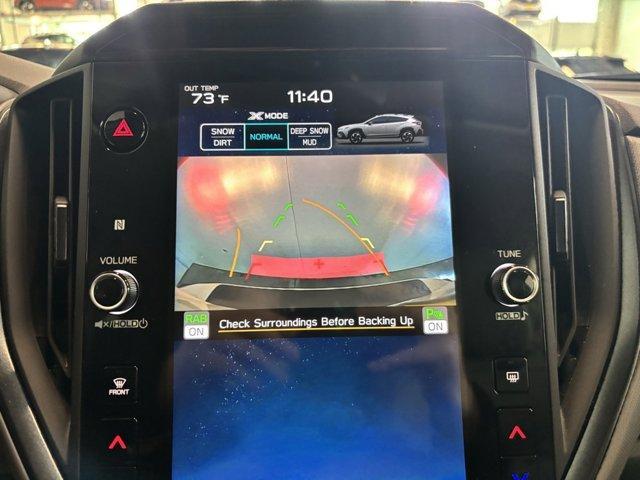 OUT TEMP
73°F
11:40
X MODE
SNOW
DIRT
NORMAL
DEEP SNOW
MUD
VOLUME
TUNE
HOLD
HOLD
RAB
ON
Check Surroundings Before Backing Up
ON
FRONT